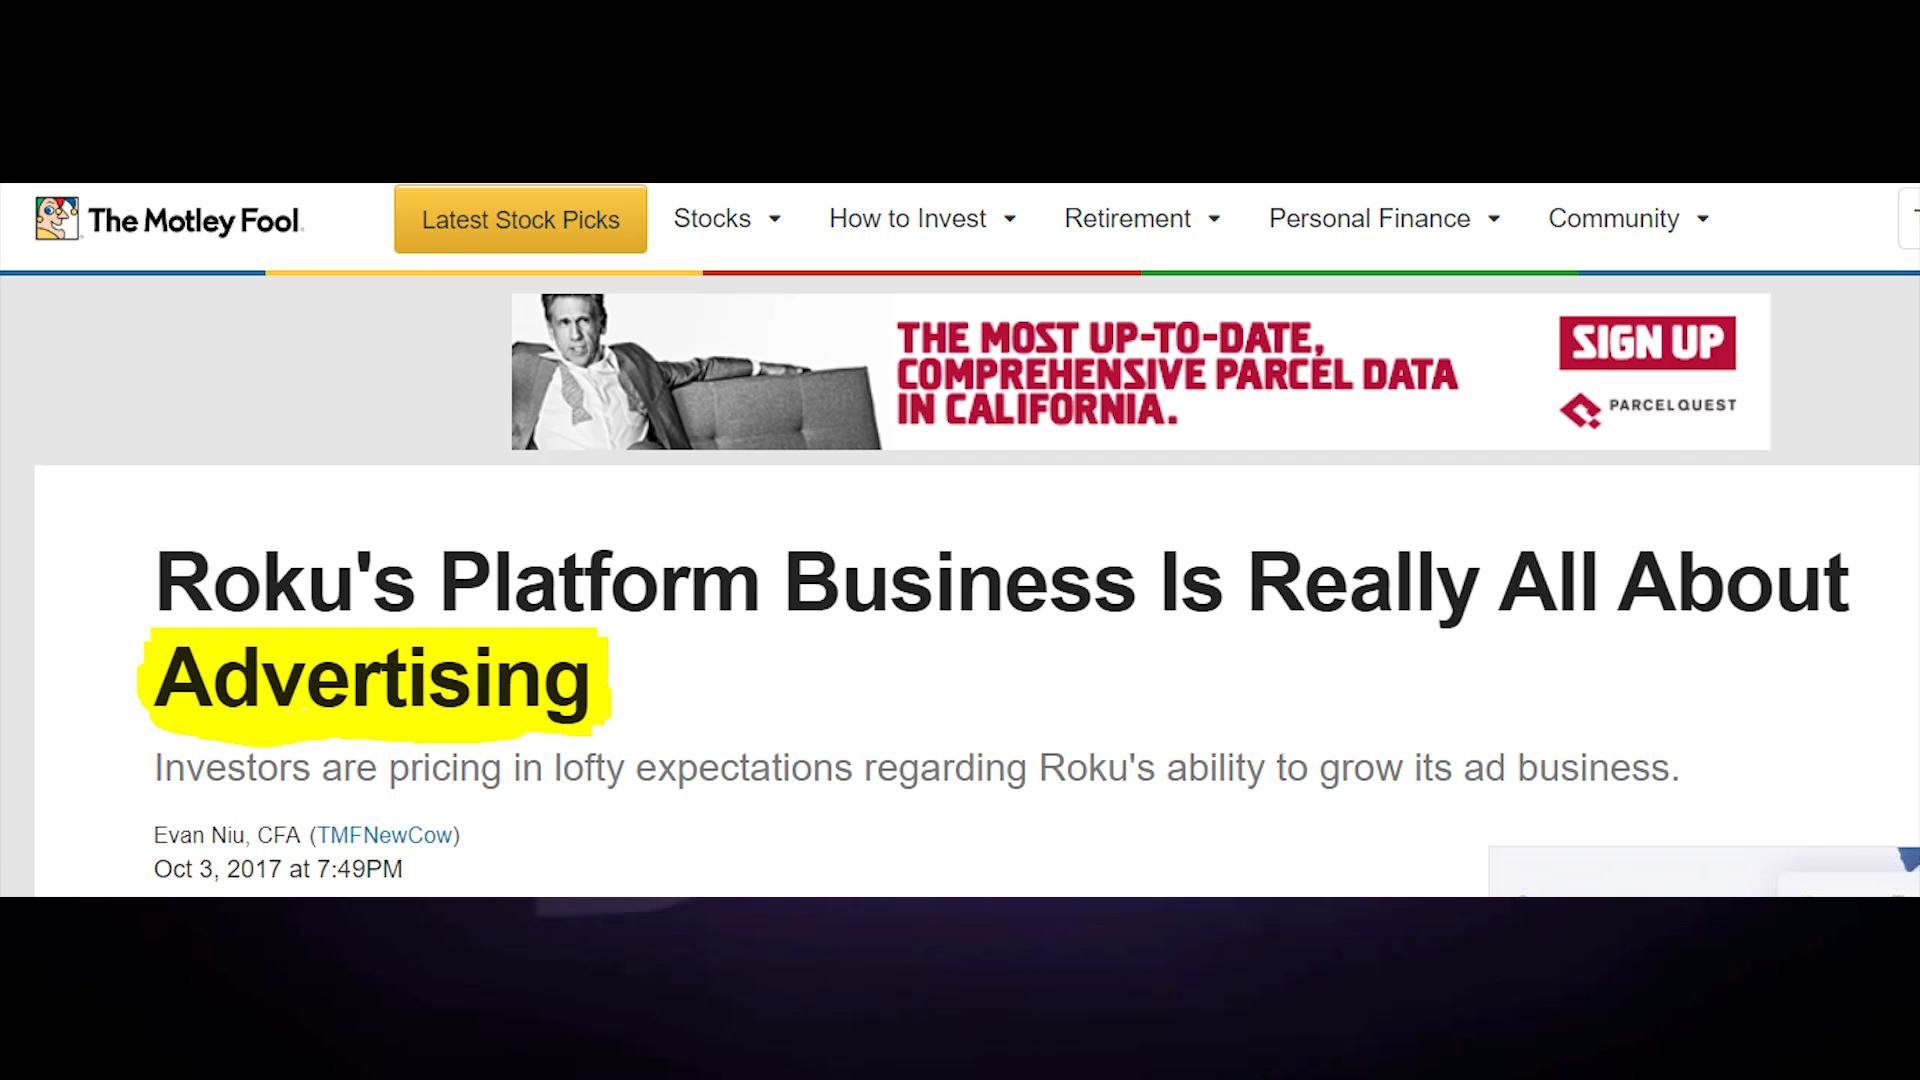 The Motley Fool.
Latest Stock Picks
Stocks
How to Invest
Retirement
Personal Finance
Community
THE MOST UP-TO-DATE,
COMPREHENSIVE PARCEL DATA
IN CALIFORNIA.
SIGN UP
PARCELQUEST
Roku's Platform Business Is Really All About
Advertising
Investors are pricing in lofty expectations regarding Roku's ability to grow its ad business.
Evan Niu, CFA (TMFNewCow)
Oct 3, 2017 at 7:49PM